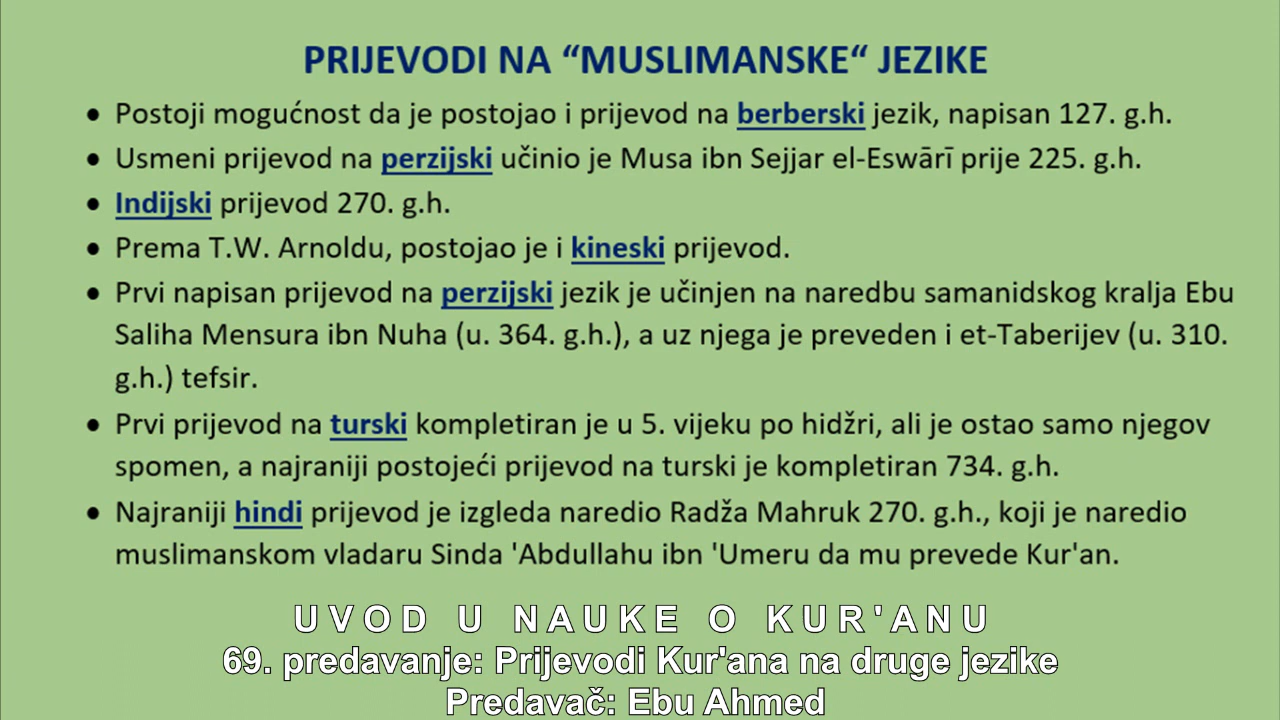 PRIJEVODI NA “MUSLIMANSKE“ JEZIKE
• Postoji mogućnost da je postojao i prijevod na berberski jezik, napisan 127. g.h.
• Usmeni prijevod na perzijski učinio je Musa ibn Sejjar el-Eswārī prije 225. g.h.
• Indijski prijevod 270. g.h.
• Prema T.W. Arnoldu, postojao je i kineski prijevod.
• Prvi napisan prijevod na perzijski jezik je učinjen na naredbu samanidskog kralja Ebu
Saliha Mensura ibn Nuha (u. 364. g.h.), a uz njega je preveden i et-Taberijev (u. 310.
g.h.) tefsir.
• Prvi prijevod na turski kompletiran je u 5. vijeku po hidžri, ali je ostao samo njegov
spomen, a najraniji postojeći prijevod na turski je kompletiran 734. g.h.
• Najraniji hindi prijevod je izgleda naredio Radža Mahruk 270. g.h., koji je naredio
muslimanskom vladaru Sinda 'Abdullahu ibn 'Umeru da mu prevede Kur'an.
UVOD U NAUKE O KUR'ANU
69. predavanje: Prijevodi Kur'ana na druge jezike
Predavač: Ebu Ahmed